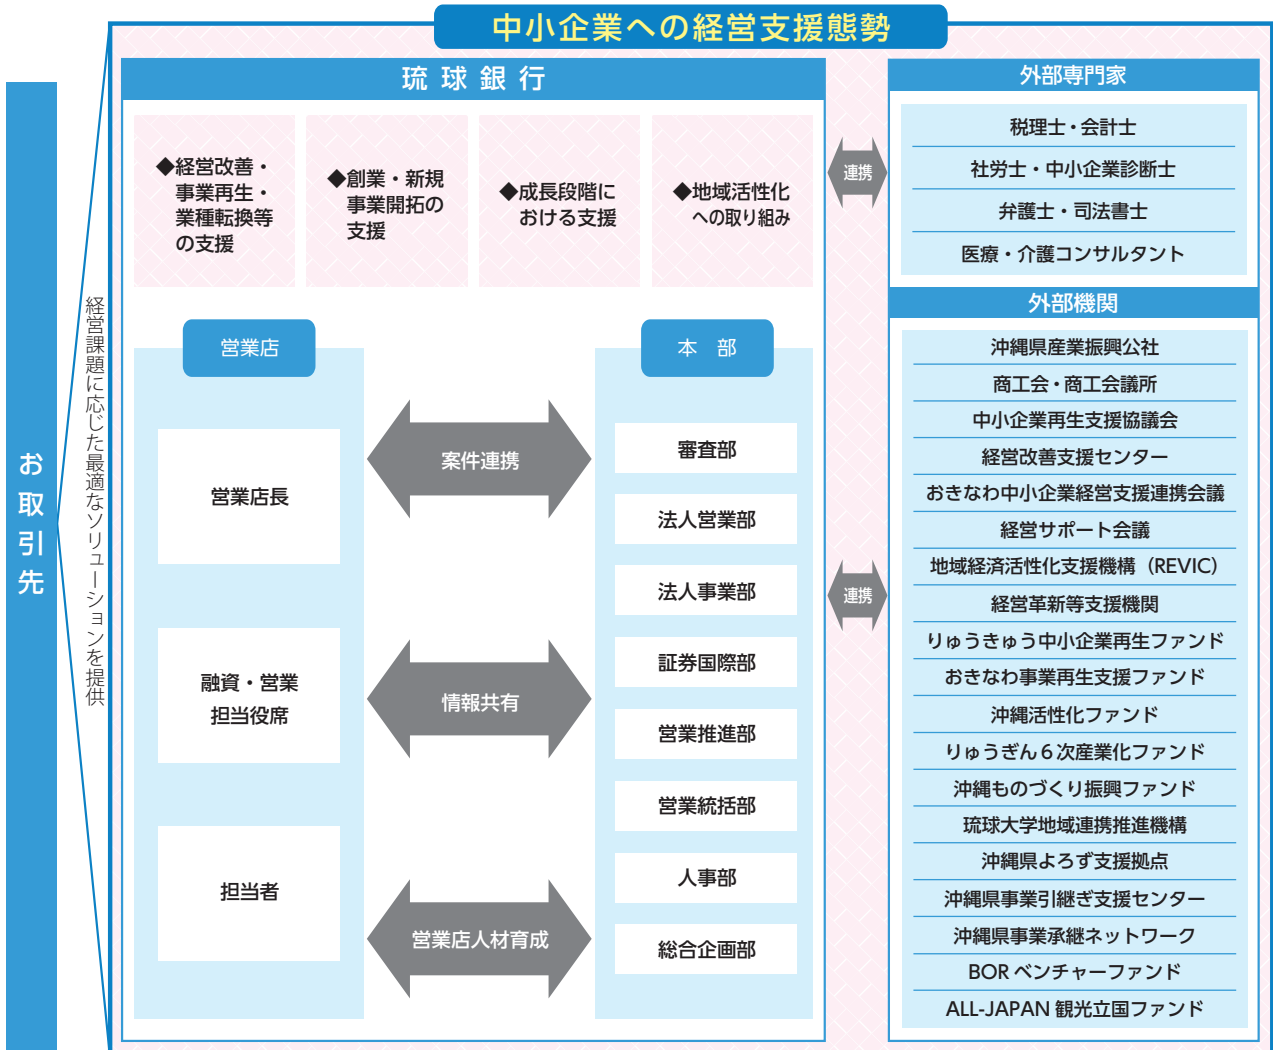 中小企業への経営支援態勢
お取引先
経営課題に応じた最適なソリューションを提供
琉球銀行
◆経営改善・
事業再生・
業種転換等
の支援
◆創業・新規
事業開拓の
支援
◆成長段階に
おける支援
◆地域活性化
への取り組み
営業店
営業店長
融資・営業
担当役席
担当者
案件連携
情報共有
営業店人材育成
本部
審査部
法人営業部
法人事業部
証券国際部
営業推進部
営業統括部
人事部
総合企画部
連携
連携
外部専門家
税理士・会計士
社労士・中小企業診断士
弁護士・司法書士
医療・介護コンサルタント
外部機関
沖縄県産業振興公社
商工会・商工会議所
中小企業再生支援協議会
経営改善支援センター
おきなわ中小企業経営支援連携会議
経営サポート会議
地域経済活性化支援機構（REVIC）
経営革新等支援機関
りゅうきゅう中小企業再生ファンド
おきなわ事業再生支援ファンド
沖縄活性化ファンド
りゅうぎん６次産業化ファンド
沖縄ものづくり振興ファンド
琉球大学地域連携推進機構
沖縄県よろず支援拠点
沖縄県事業引継ぎ支援センター
沖縄県事業承継ネットワーク
BOR ベンチャーファンド
ALL-JAPAN 観光立国ファンド